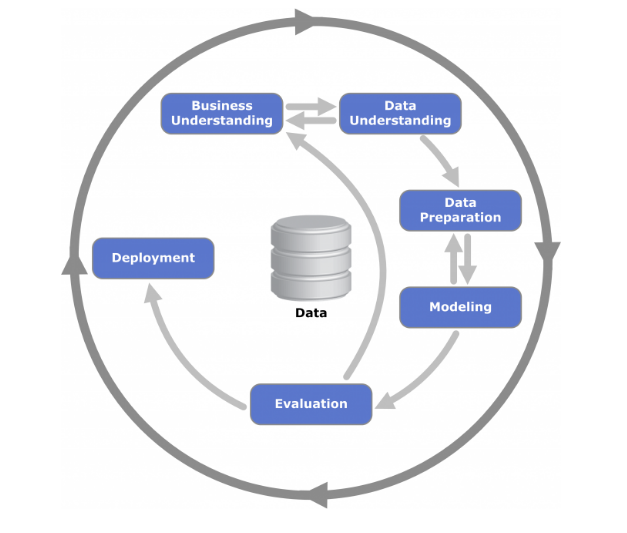 Business
Understanding
Data
Understanding
Data
Preparation
Modeling
Evaluation
Deployment
Data